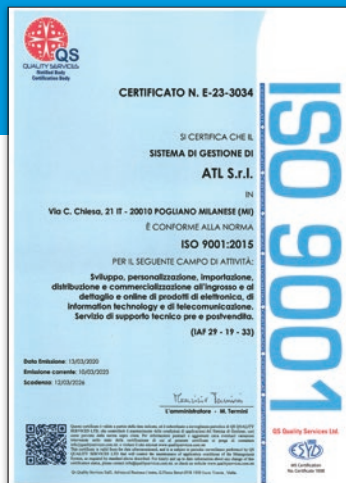 QS
QUALITY SERVICES
Notified Body
Certification Body
CERTIFICATO N. E-23-3034
SI CERTIFICA CHE IL
SISTEMA DI GESTIONE DI
ATL S.r.l.
IN
Via C. Chiesa, 21 IT - 20010 POGLIANO MILANESE (MI)
È CONFORME ALLA NORMA
ISO 9001:2015
PER IL SEGUENTE CAMPO DI ATTIVITÀ:
Sviluppo, personalizzazione, importazione,
distribuzione e commercializzazione all'ingrosso e al
dettaglio e online di prodotti di elettronica, di
information technology e di telecomunicazione.
Servizio di supporto tecnico pre e postvendita.
(IAF 29 - 19 - 33)
Data Emissione: 13/03/2020
Emissione corrente: 10/03/2023
Scadenza: 12/03/2026
L'amministratore - M. Termini
ISO 9001
QS Quality Services Ltd.
ESYD
MS Certification